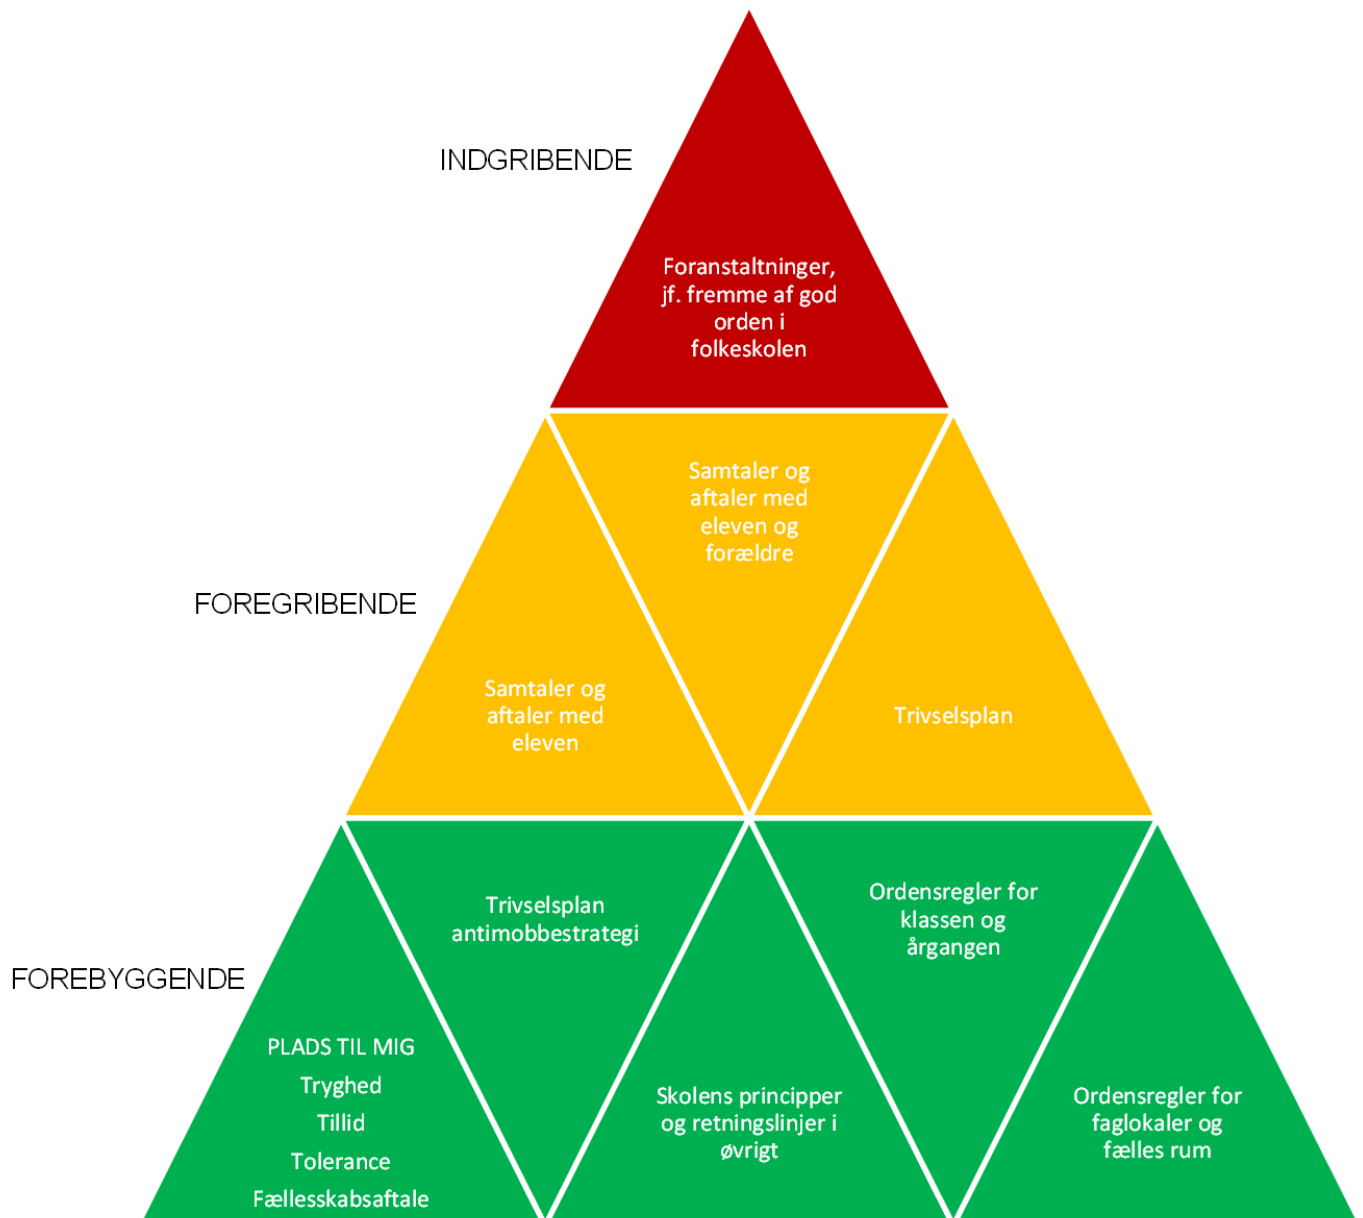 INDGRIBENDE
Foranstaltninger,
jf. fremme af god
orden i
folkeskolen
FOREGRIBENDE
Samtaler og
aftaler med
eleven og
forældre
Samtaler og
aftaler med
eleven
Trivselsplan
FOREBYGGENDE
Trivselsplan
antimobbestrategi
Ordensregler for
klassen og
årgangen
PLADS TIL MIG
Tryghed
Tillid
Tolerance
Fællesskabsaftale
Skolens principper
og retningslinjer i
øvrigt
Ordensregler for
faglokaler og
fælles rum